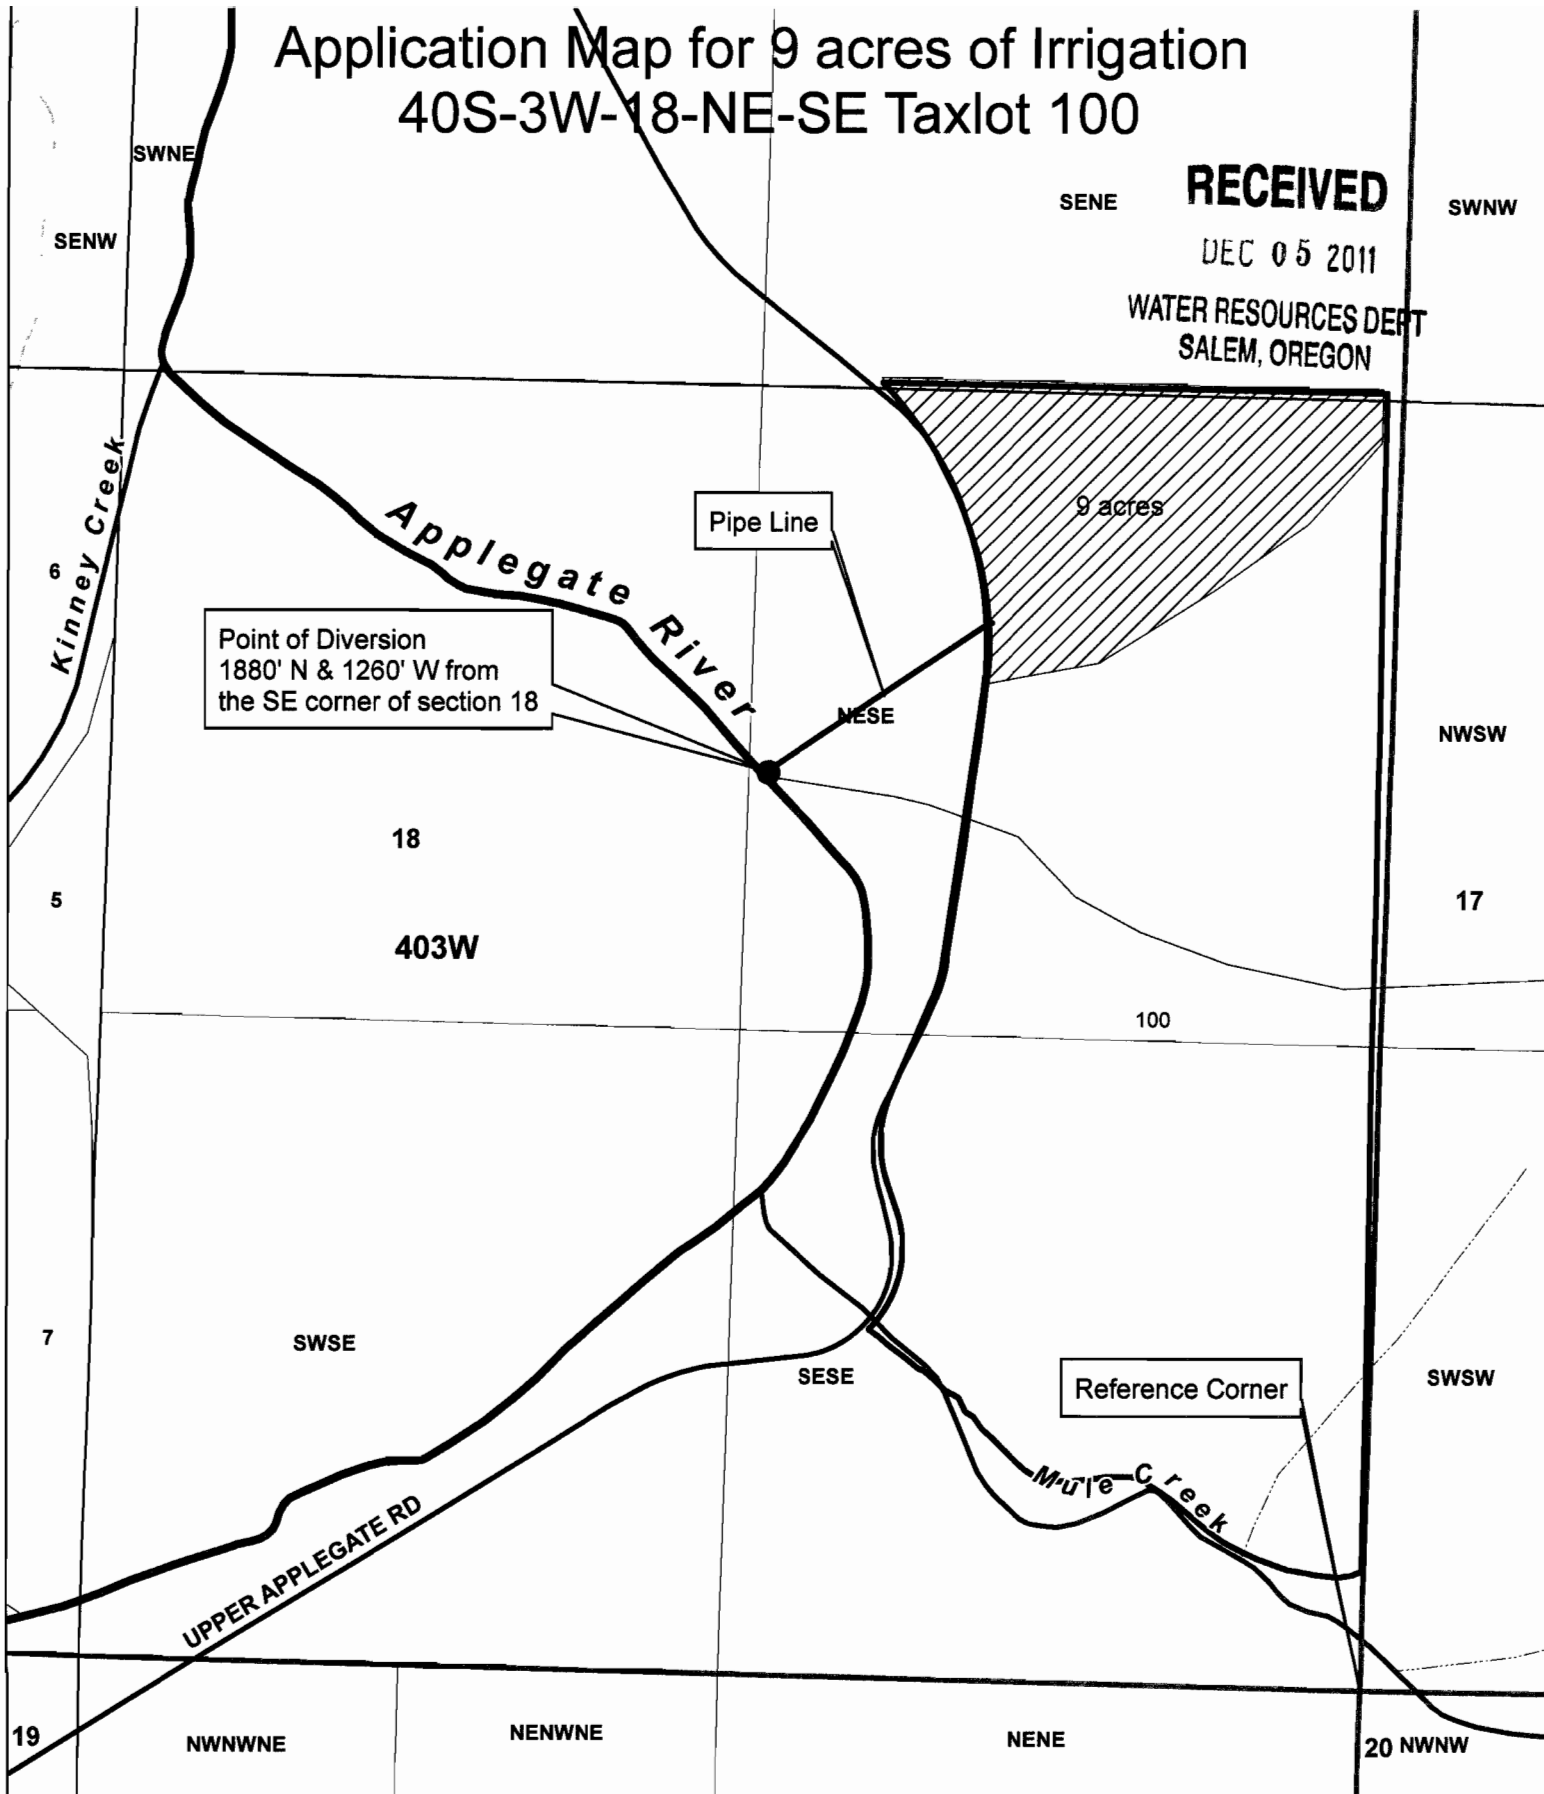 Application Map for 9 acres of Irrigation
40S-3W-18-NE-SE Taxlot 100
SWNE
SENE
RECEIVED
SWNW
SENW
DEC 05 2011
WATER RESOURCES DEPT
SALEM, OREGON
Kinney Creek
Applegate River
Pipe Line
9 acres
6
Point of Diversion
1880' N & 1260' W from
the SE corner of section 18
NESE
NWSW
18
5
17
403W
100
7
SWSE
SESE
Reference Corner
SWSW
Mule Creek
UPPER APPLEGATE RD
19
NWNWNE
NENWNE
NENE
20 NWNW